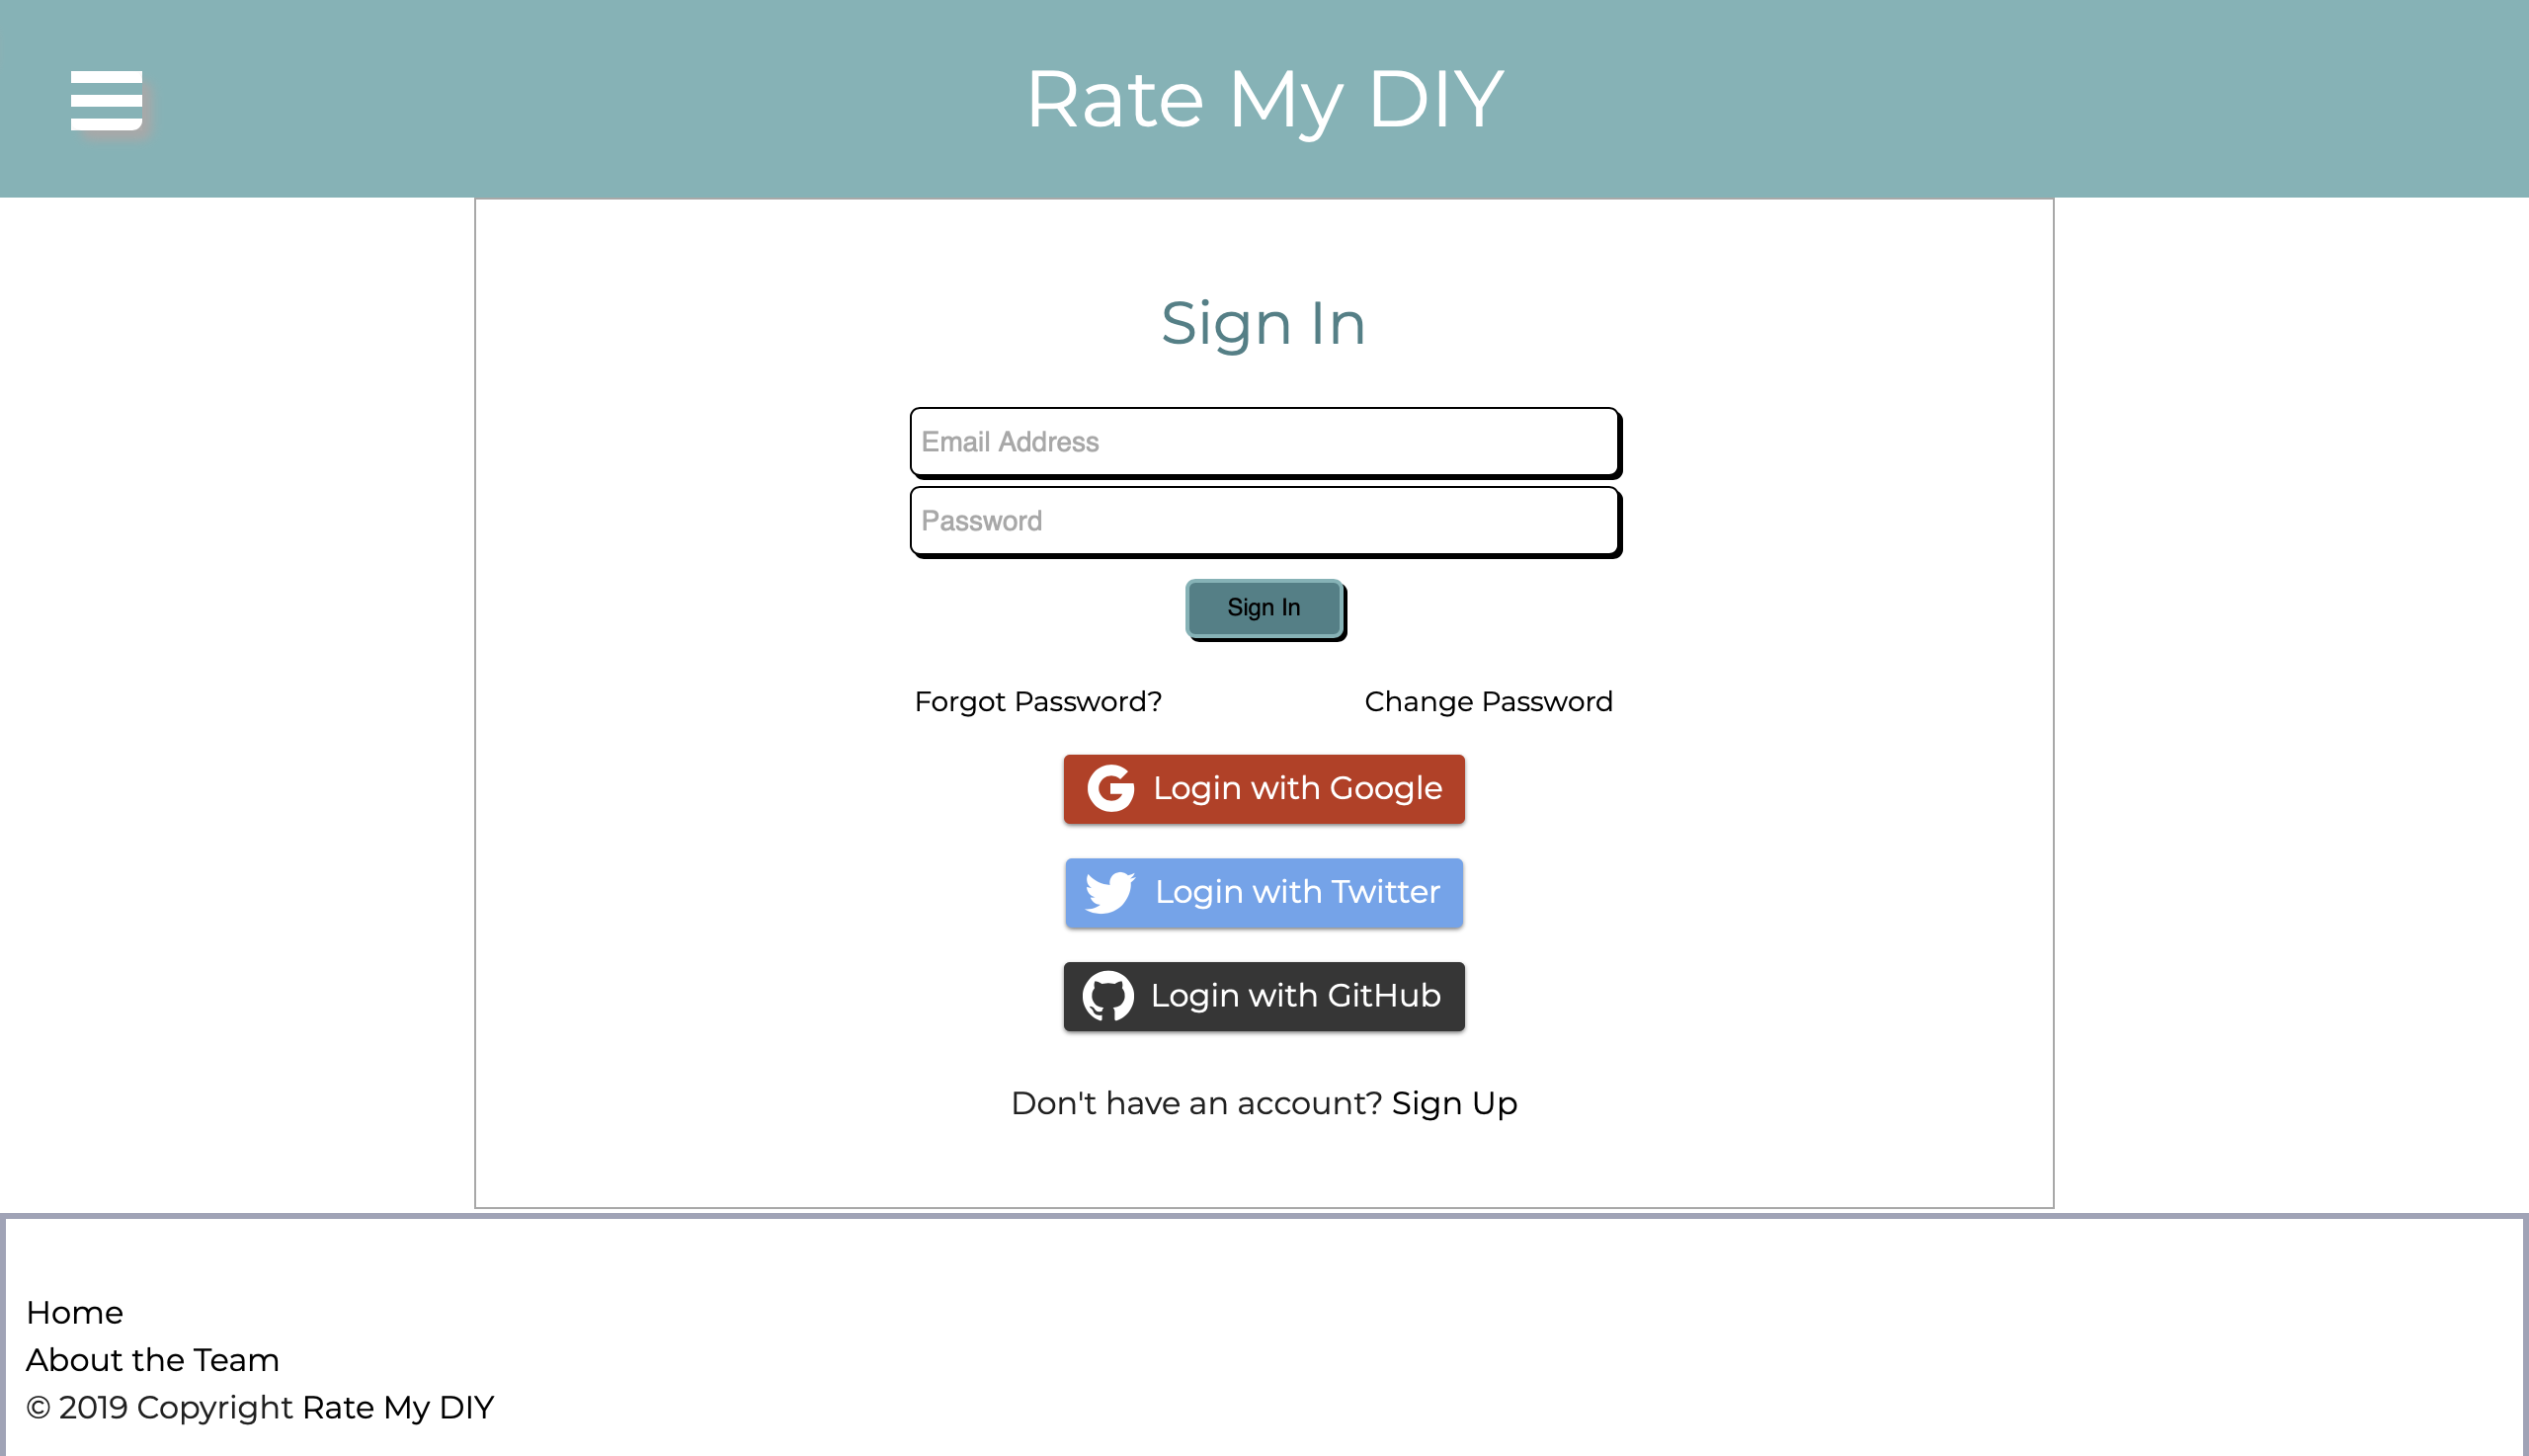 Rate My DIY
Sign In
Email Address
Password
Sign In
Forgot Password? Change Password
Login with Google
Login with Twitter
Login with GitHub
Don't have an account? Sign Up
Home
About the Team
© 2019 Copyright Rate My DIY